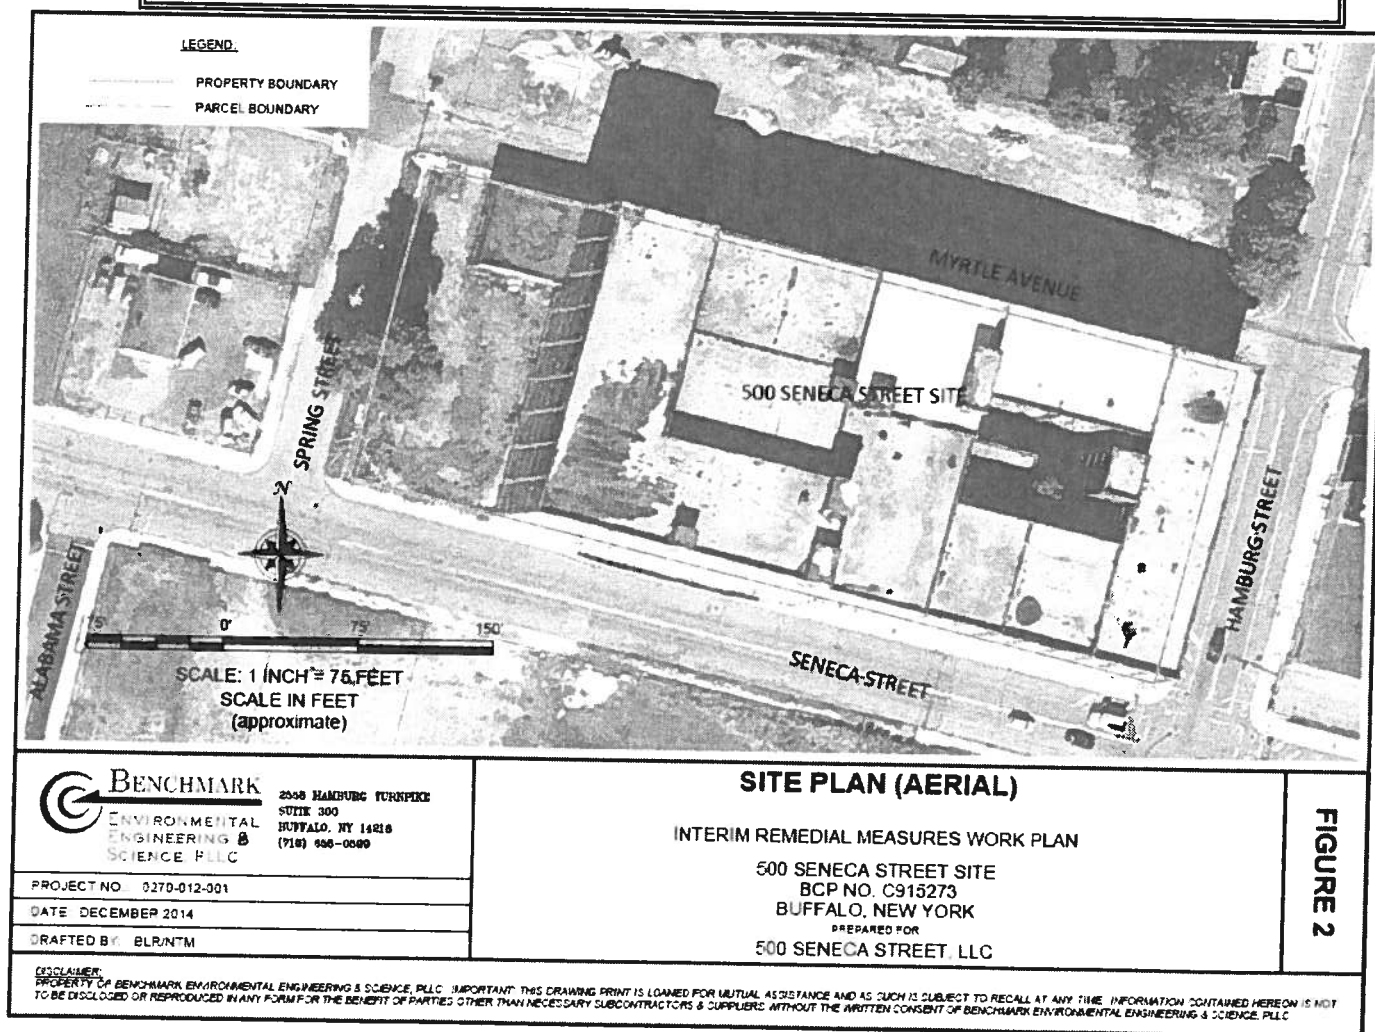 LEGEND:
PROPERTY BOUNDARY
PARCEL BOUNDARY
MYRTLE AVENUE
500 SENECA STREET SITE
SPRING STREET
N
HAMBURG STREET
ALABAMA STREET
0' 75' 150'
SCALE: 1 INCH = 75 FEET
SCALE IN FEET
(approximate)
SENECA STREET
BENCHMARK
ENVIRONMENTAL
ENGINEERING &
SCIENCE, PLLC
2558 HAMBURG TURNPIKE
SUITE 300
BUFFALO, NY 14218
(716) 856-0599
PROJECT NO.: 0270-012-001
DATE: DECEMBER 2014
DRAFTED BY: BLR/NTM
SITE PLAN (AERIAL)
INTERIM REMEDIAL MEASURES WORK PLAN
500 SENECA STREET SITE
BCP NO. C915273
BUFFALO, NEW YORK
PREPARED FOR
500 SENECA STREET, LLC
FIGURE 2
DISCLAIMER:
PROPERTY OF BENCHMARK ENVIRONMENTAL ENGINEERING & SCIENCE, PLLC. IMPORTANT: THIS DRAWING PRINT IS LOANED FOR MUTUAL ASSISTANCE AND AS SUCH IS SUBJECT TO RECALL AT ANY TIME. INFORMATION CONTAINED HEREON IS NOT
TO BE DISCLOSED OR REPRODUCED IN ANY FORM FOR THE BENEFIT OF PARTIES OTHER THAN NECESSARY SUBCONTRACTORS & SUPPLIERS WITHOUT THE WRITTEN CONSENT OF BENCHMARK ENVIRONMENTAL ENGINEERING & SCIENCE, PLLC